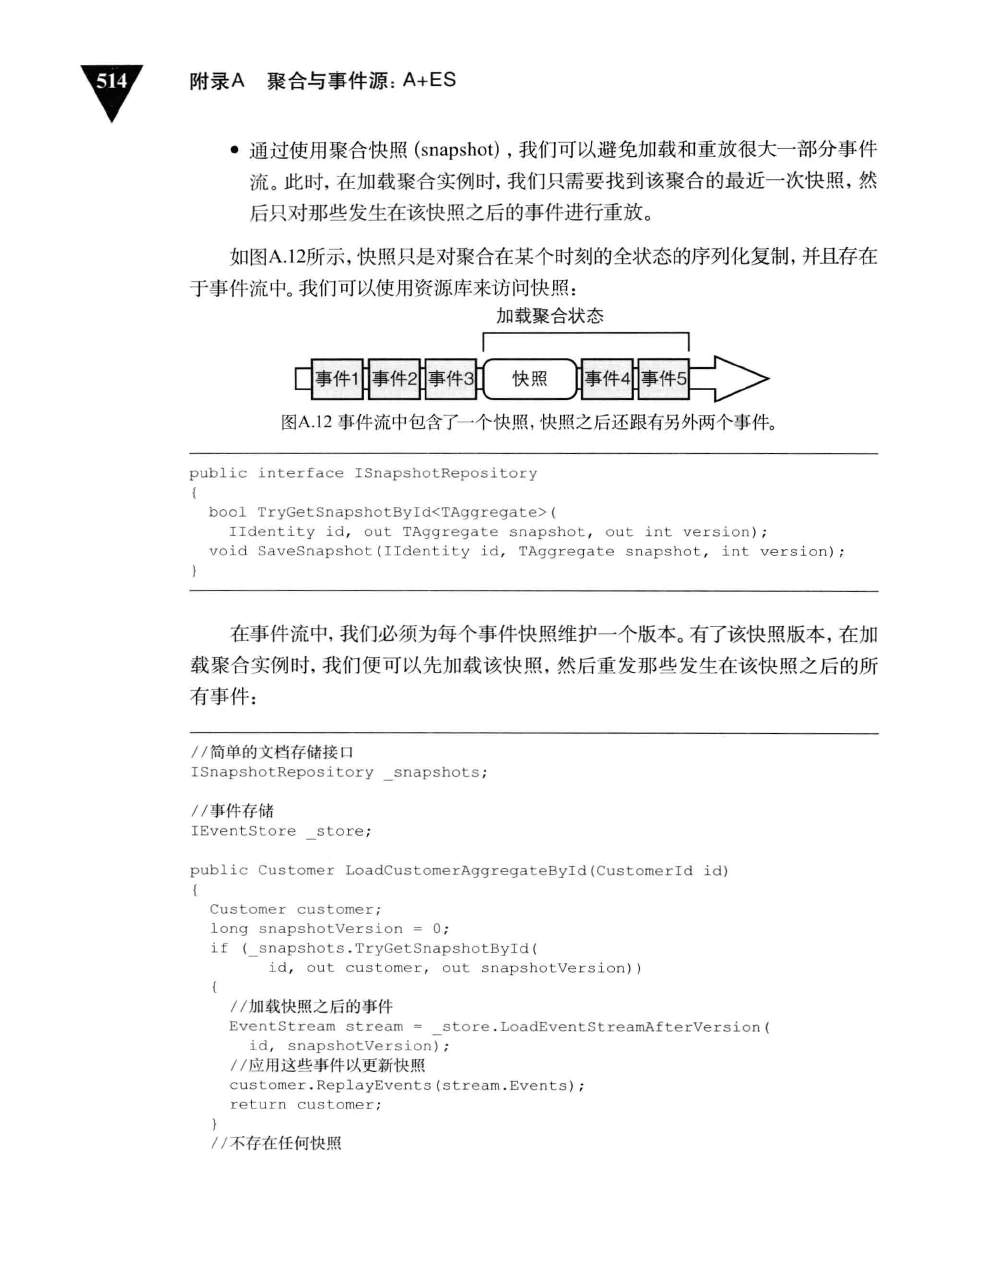 514
附录A 聚合与事件源: A+ES
• 通过使用聚合快照 (snapshot) , 我们可以避免加载和重放很大一部分事件
流。此时, 在加载聚合实例时, 我们只需要找到该聚合的最近一次快照, 然
后只对那些发生在该快照之后的事件进行重放。
如图A.12所示, 快照只是对聚合在某个时刻的全状态的序列化复制, 并且存在
于事件流中。我们可以使用资源库来访问快照:
加载聚合状态
事件1 事件2 事件3 快照 事件4 事件5
图A.12 事件流中包含了一个快照, 快照之后还跟有另外两个事件。
public interface ISnapshotRepository
{
  bool TryGetSnapshotById<TAggregate>(
    IIdentity id, out TAggregate snapshot, out int version);
  void SaveSnapshot(IIdentity id, TAggregate snapshot, int version);
}
在事件流中, 我们必须为每个事件快照维护一个版本。有了该快照版本, 在加
载聚合实例时, 我们便可以先加载该快照, 然后重发那些发生在该快照之后的所
有事件:
//简单的文档存储接口
ISnapshotRepository _snapshots;
//事件存储
IEventStore _store;
public Customer LoadCustomerAggregateById(CustomerId id)
{
  Customer customer;
  long snapshotVersion = 0;
  if (_snapshots.TryGetSnapshotById(
        id, out customer, out snapshotVersion))
  {
    //加载快照之后的事件
    EventStream stream = _store.LoadEventStreamAfterVersion(
      id, snapshotVersion);
    //应用这些事件以更新快照
    customer.ReplayEvents(stream.Events);
    return customer;
  }
  //不存在任何快照